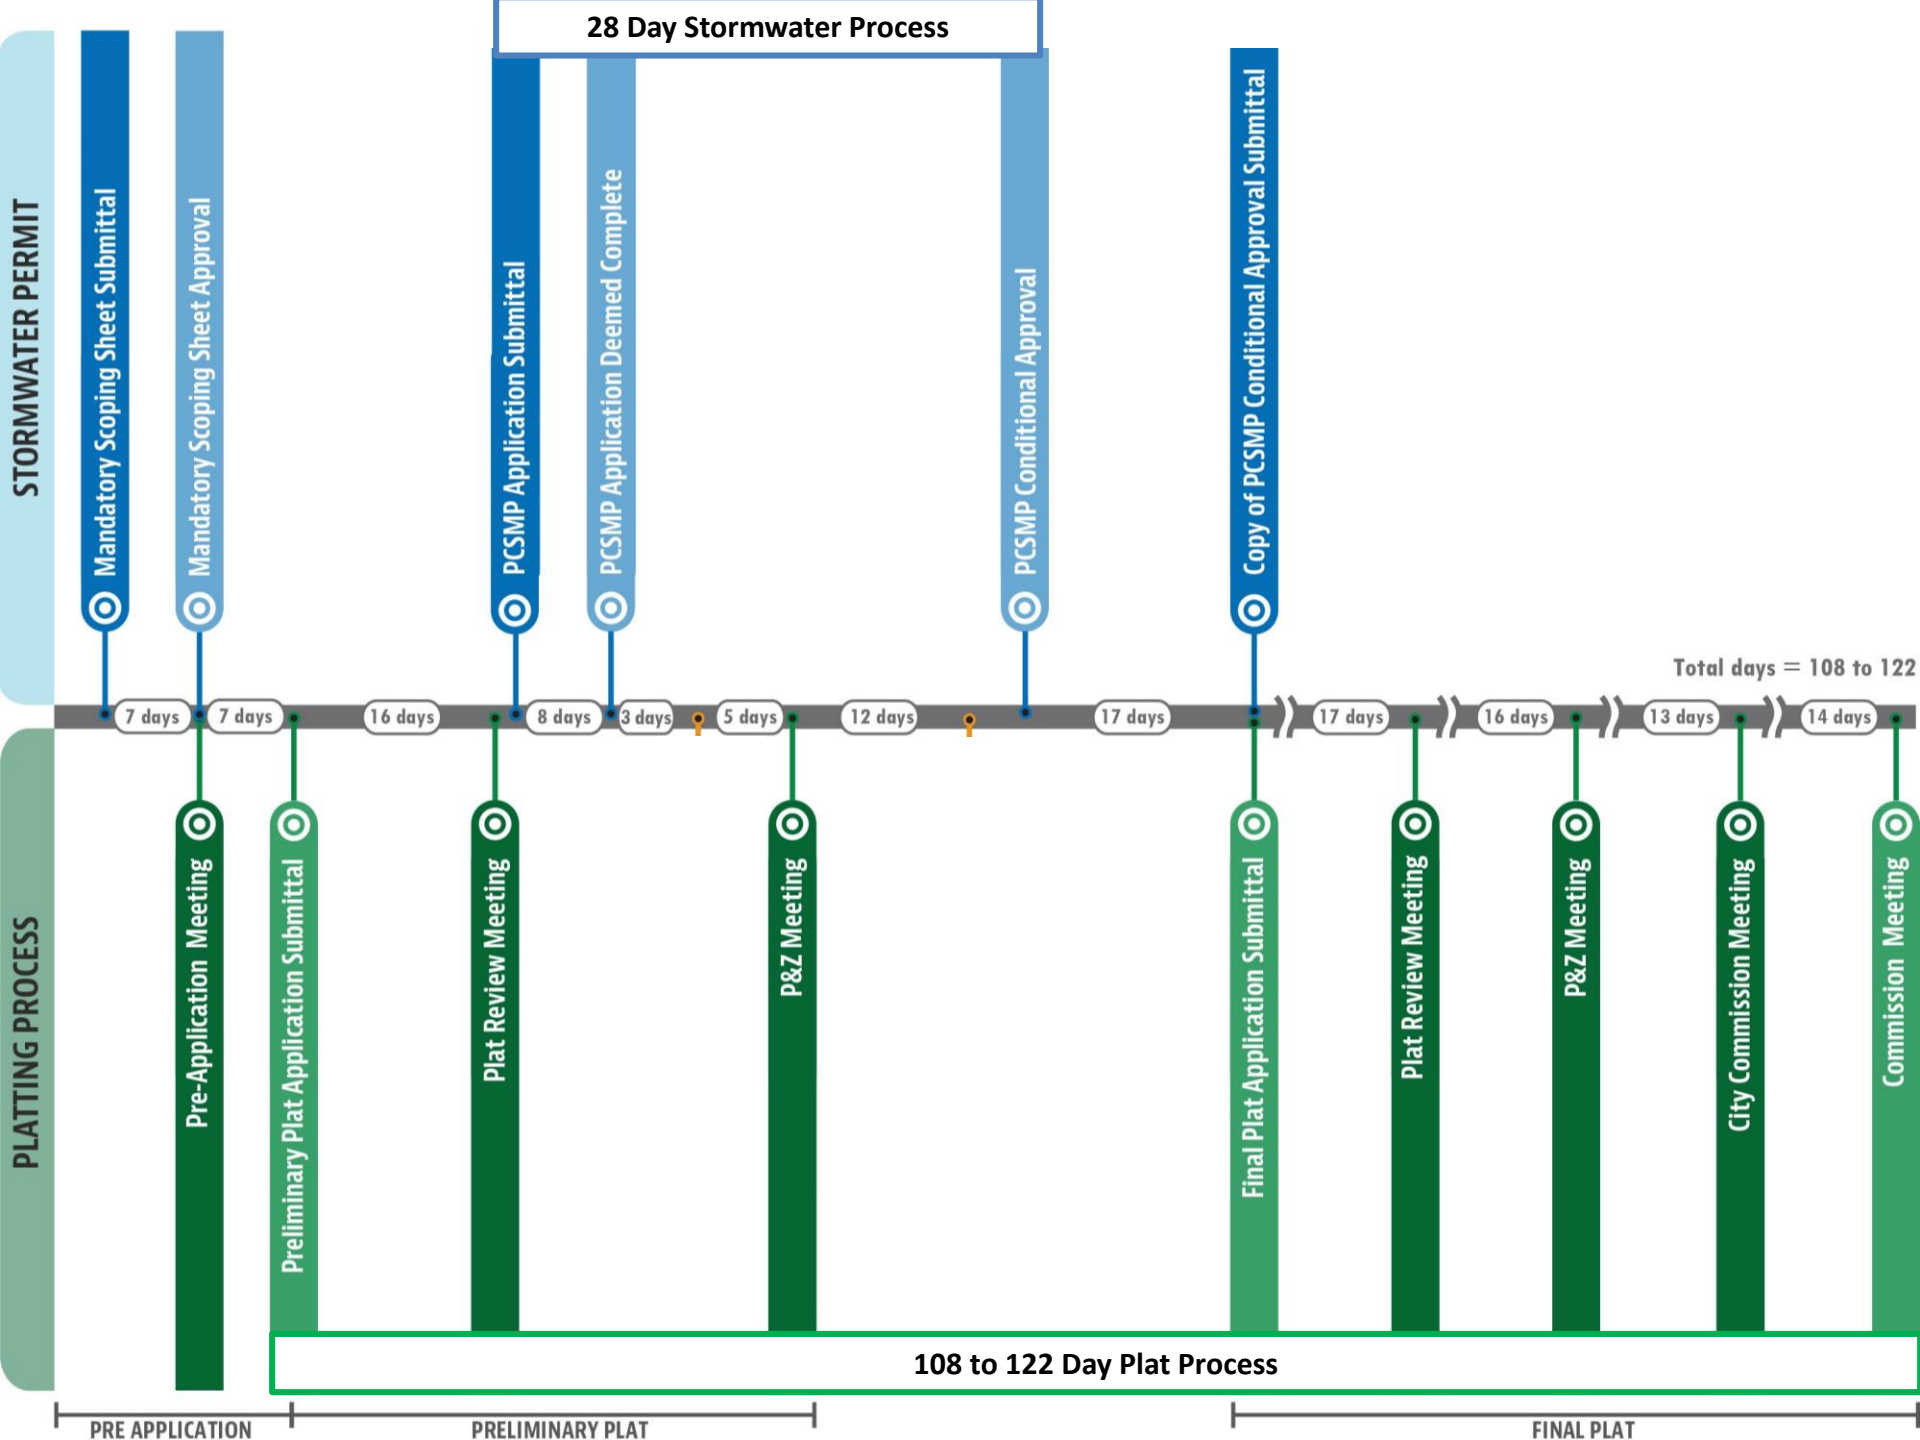 28 Day Stormwater Process
STORMWATER PERMIT
Mandatory Scoping Sheet Submittal
Mandatory Scoping Sheet Approval
PCSMP Application Submittal
PCSMP Application Demed Complete
PCSMP Conditional Approval
Copy of PCSMP Conditional Approval Submittal
Total days = 108 to 122
7 days
7 days
16 days
8 days
3 days
5 days
12 days
17 days
17 days
16 days
13 days
14 days
PLATTING PROCESS
Pre-Application Meeting
Preliminary Plat Application Submittal
Plat Review Meeting
P&Z Meeting
Final Plat Application Submittal
Plat Review Meeting
P&Z Meeting
City Commission Meeting
Commission Meeting
108 to 122 Day Plat Process
PRE APPLICATION
PRELIMINARY PLAT
FINAL PLAT